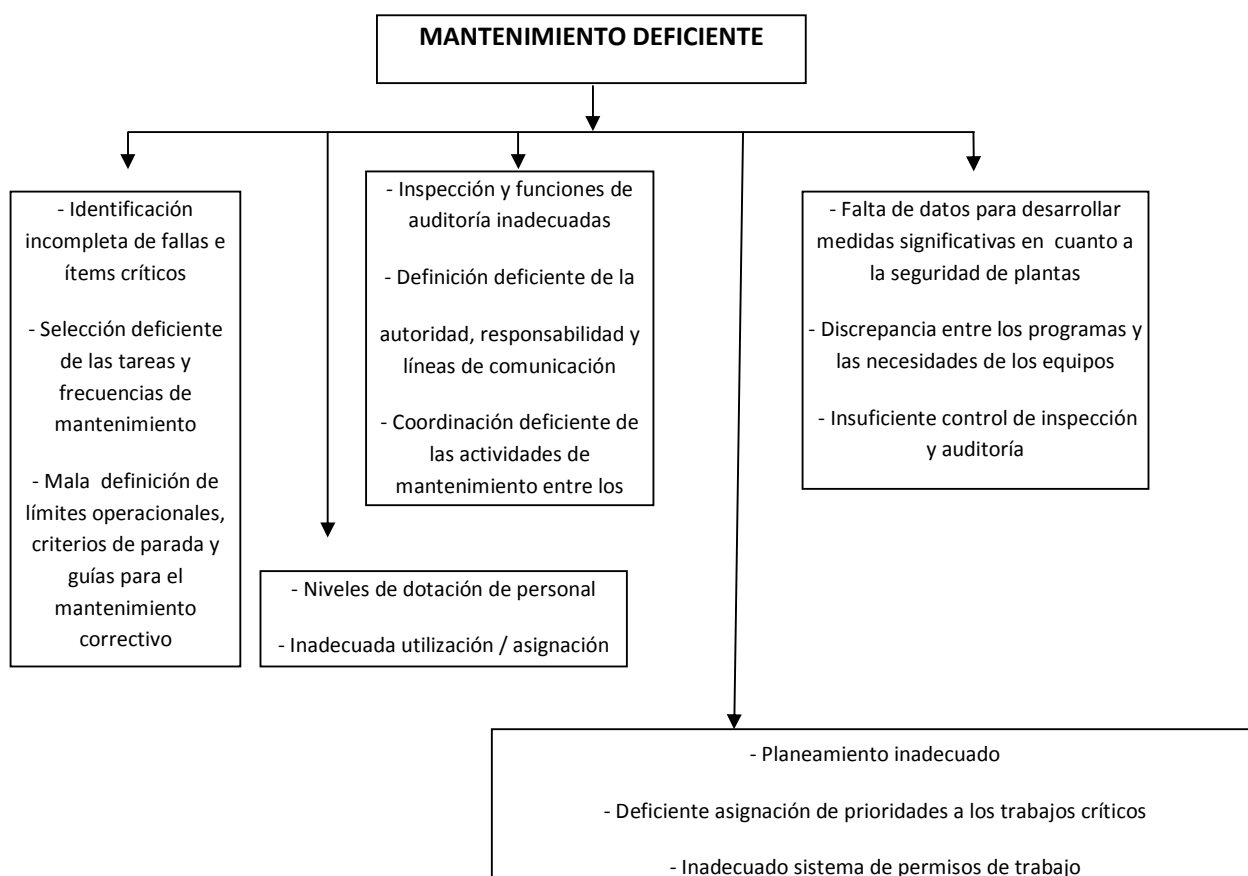 MANTENIMIENTO DEFICIENTE
- Identificación
incompleta de fallas e
ítems críticos
- Selección deficiente
de las tareas y
frecuencias de
mantenimiento
- Mala  definición de
límites operacionales,
criterios de parada y
guías para el
mantenimiento
correctivo
- Niveles de dotación de personal
- Inadecuada utilización / asignación
- Inspección y funciones de
auditoría inadecuadas
- Definición deficiente de la
autoridad, responsabilidad y
líneas de comunicación
- Coordinación deficiente de
las actividades de
mantenimiento entre los
- Planeamiento inadecuado
- Deficiente asignación de prioridades a los trabajos críticos
- Inadecuado sistema de permisos de trabajo
- Falta de datos para desarrollar
medidas significativas en  cuanto a
la seguridad de plantas
- Discrepancia entre los programas y
las necesidades de los equipos
- Insuficiente control de inspección
y auditoría